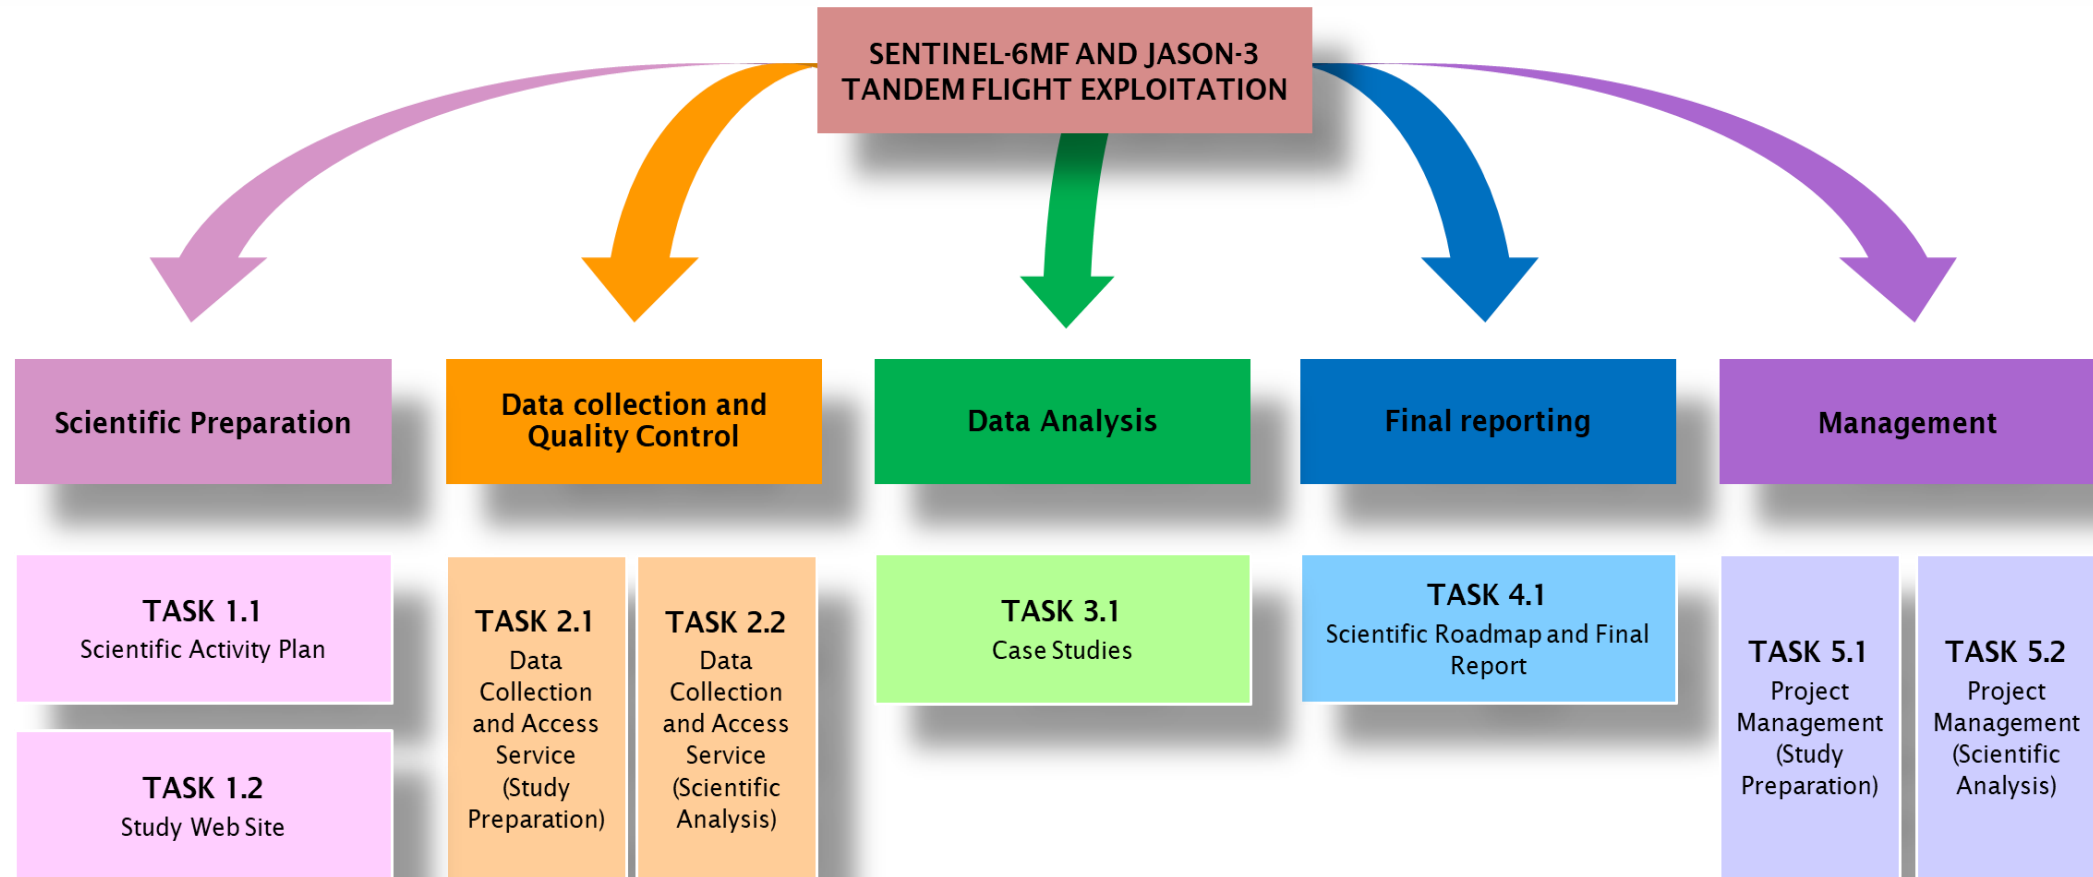 SENTINEL-6MF AND JASON-3
TANDEM FLIGHT EXPLOITATION
Scientific Preparation
Data collection and
Quality Control
Data Analysis
Final reporting
Management
TASK 1.1
Scientific Activity Plan
TASK 1.2
Study Web Site
TASK 2.1
Data
Collection
and Access
Service
(Study
Preparation)
TASK 2.2
Data
Collection
and Access
Service
(Scientific
Analysis)
TASK 3.1
Case Studies
TASK 4.1
Scientific Roadmap and Final
Report
TASK 5.1
Project
Management
(Study
Preparation)
TASK 5.2
Project
Management
(Scientific
Analysis)